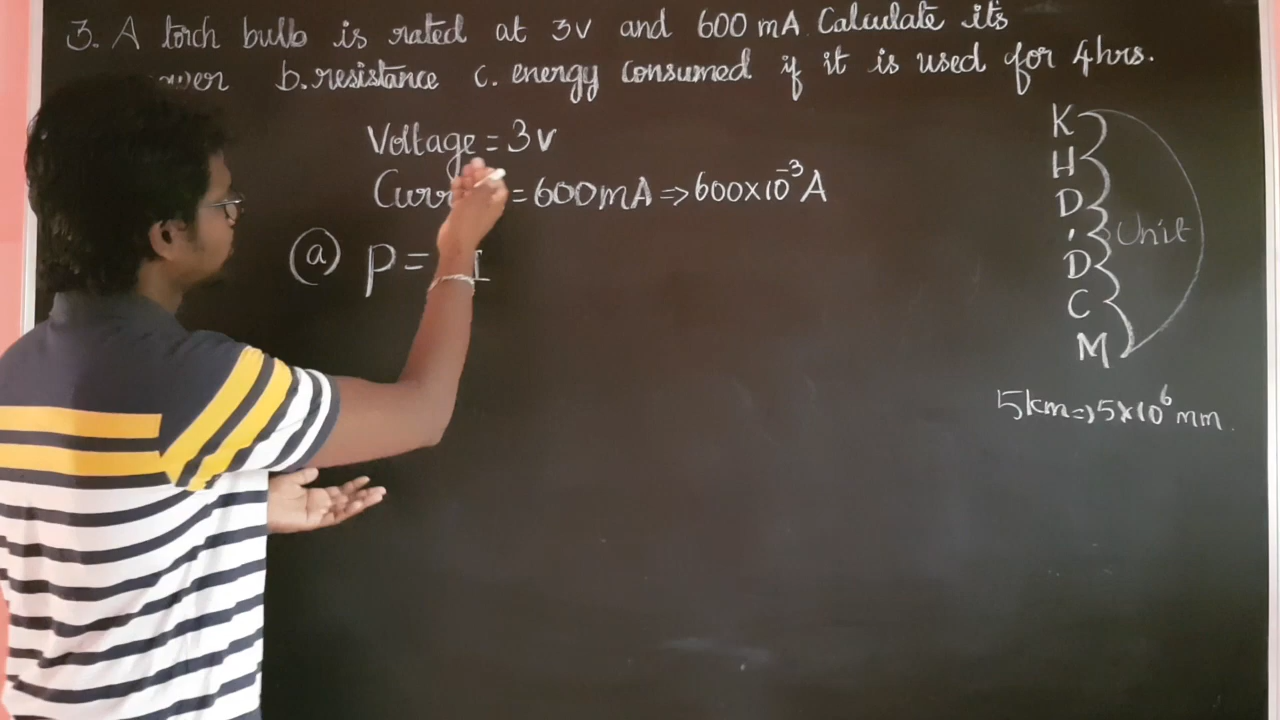 3. A torch bulb is rated at 3v and 600 mA Calculate its
b. resistance c. energy consumed if it is used for 4hrs.
Voltage = 3v
= 600mA ⇒ 600×10⁻³ A
(a) P = I
K
H
D
'
D
C
M
Unit
5km ⇒ 5×10⁶ mm.